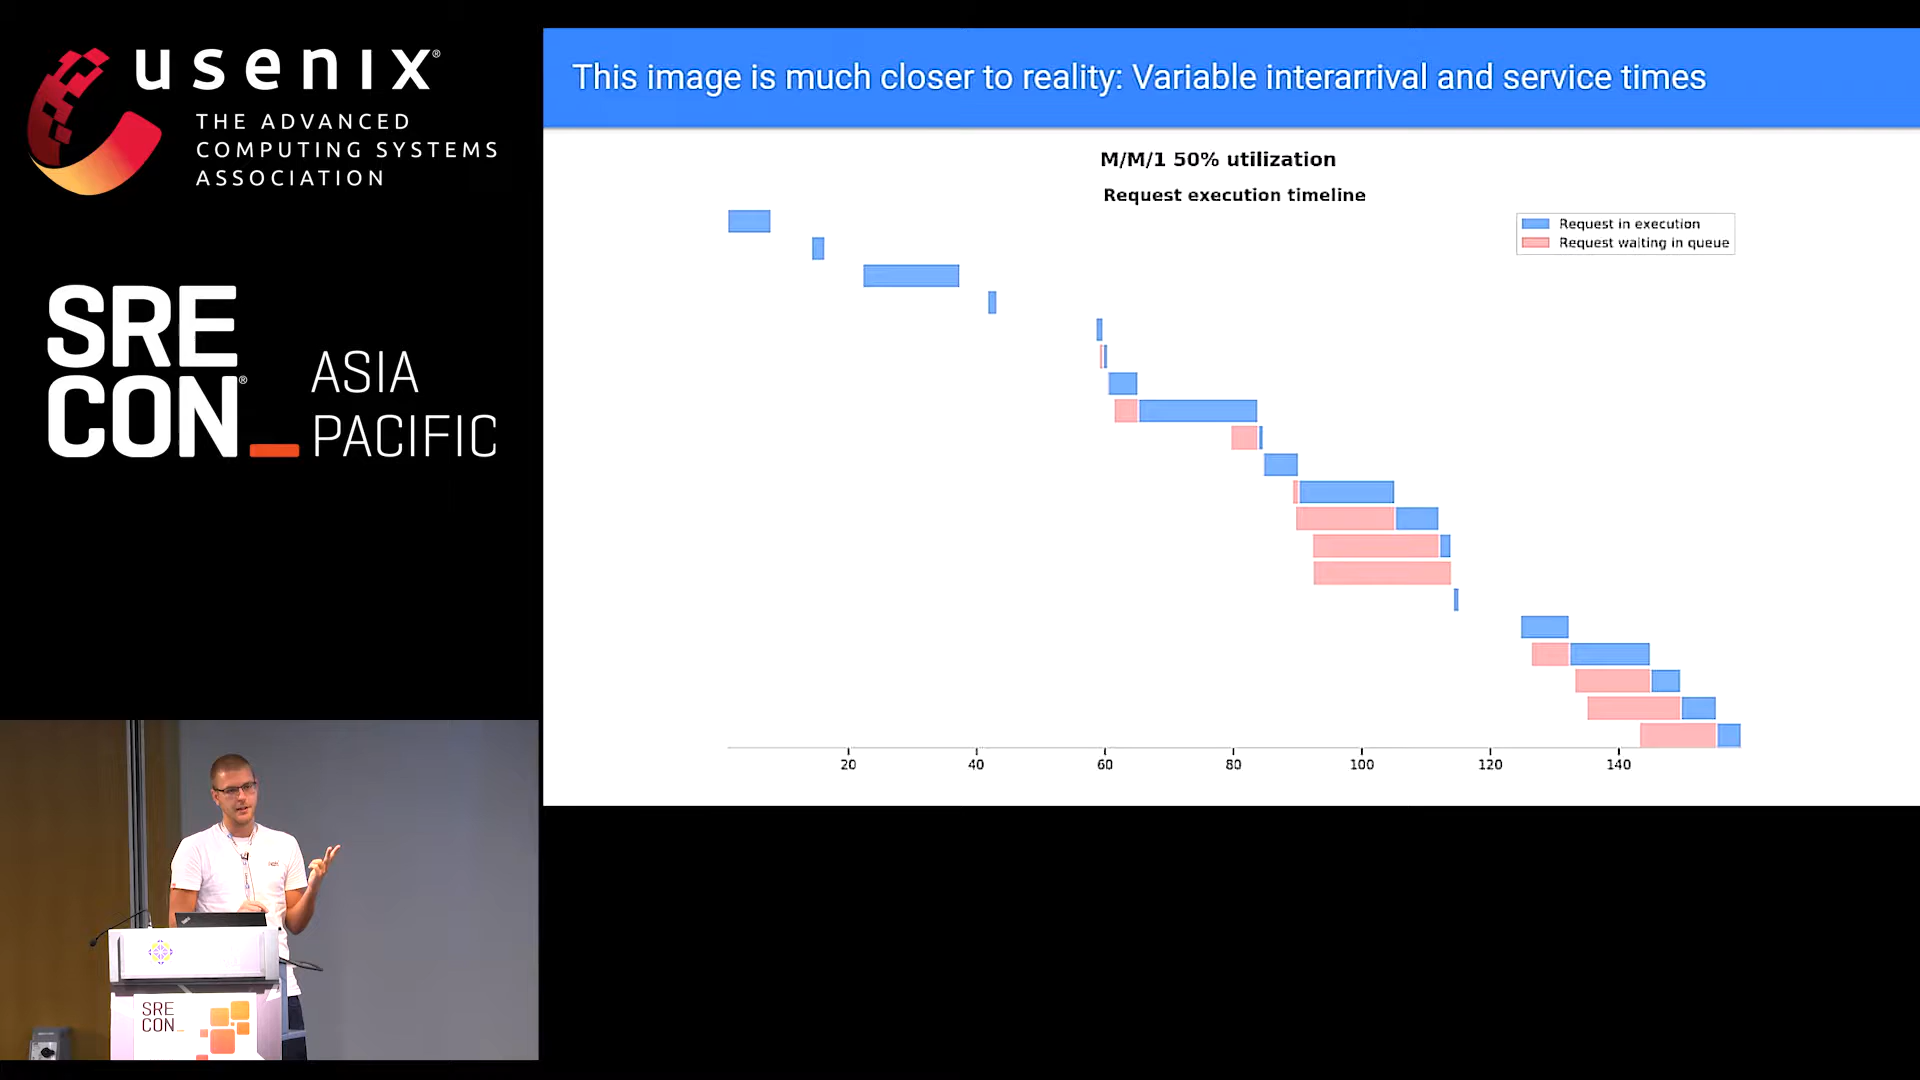 usenix®
THE ADVANCED
COMPUTING SYSTEMS
ASSOCIATION
SRE
CON®
ASIA
PACIFIC
This image is much closer to reality: Variable interarrival and service times
M/M/1 50% utilization
Request execution timeline
Request in execution
Request waiting in queue
20 40 60 80 100 120 140
SRE
CON_